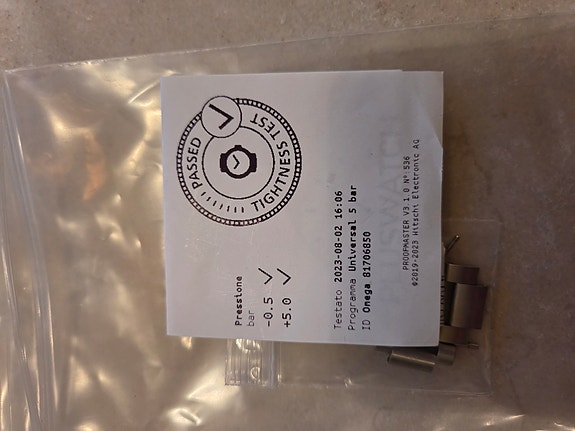 PASSED
TIGHTNESS TEST
Pressione
bar
-0.5 ✓
+5.0 ✓
Testato 2023-08-02 16:06
Programma Universal 5 bar
ID Omega 81706850
PROOFMASTER V3.1.0 N° 536
©2019-2023 Hitschi Electronic AG